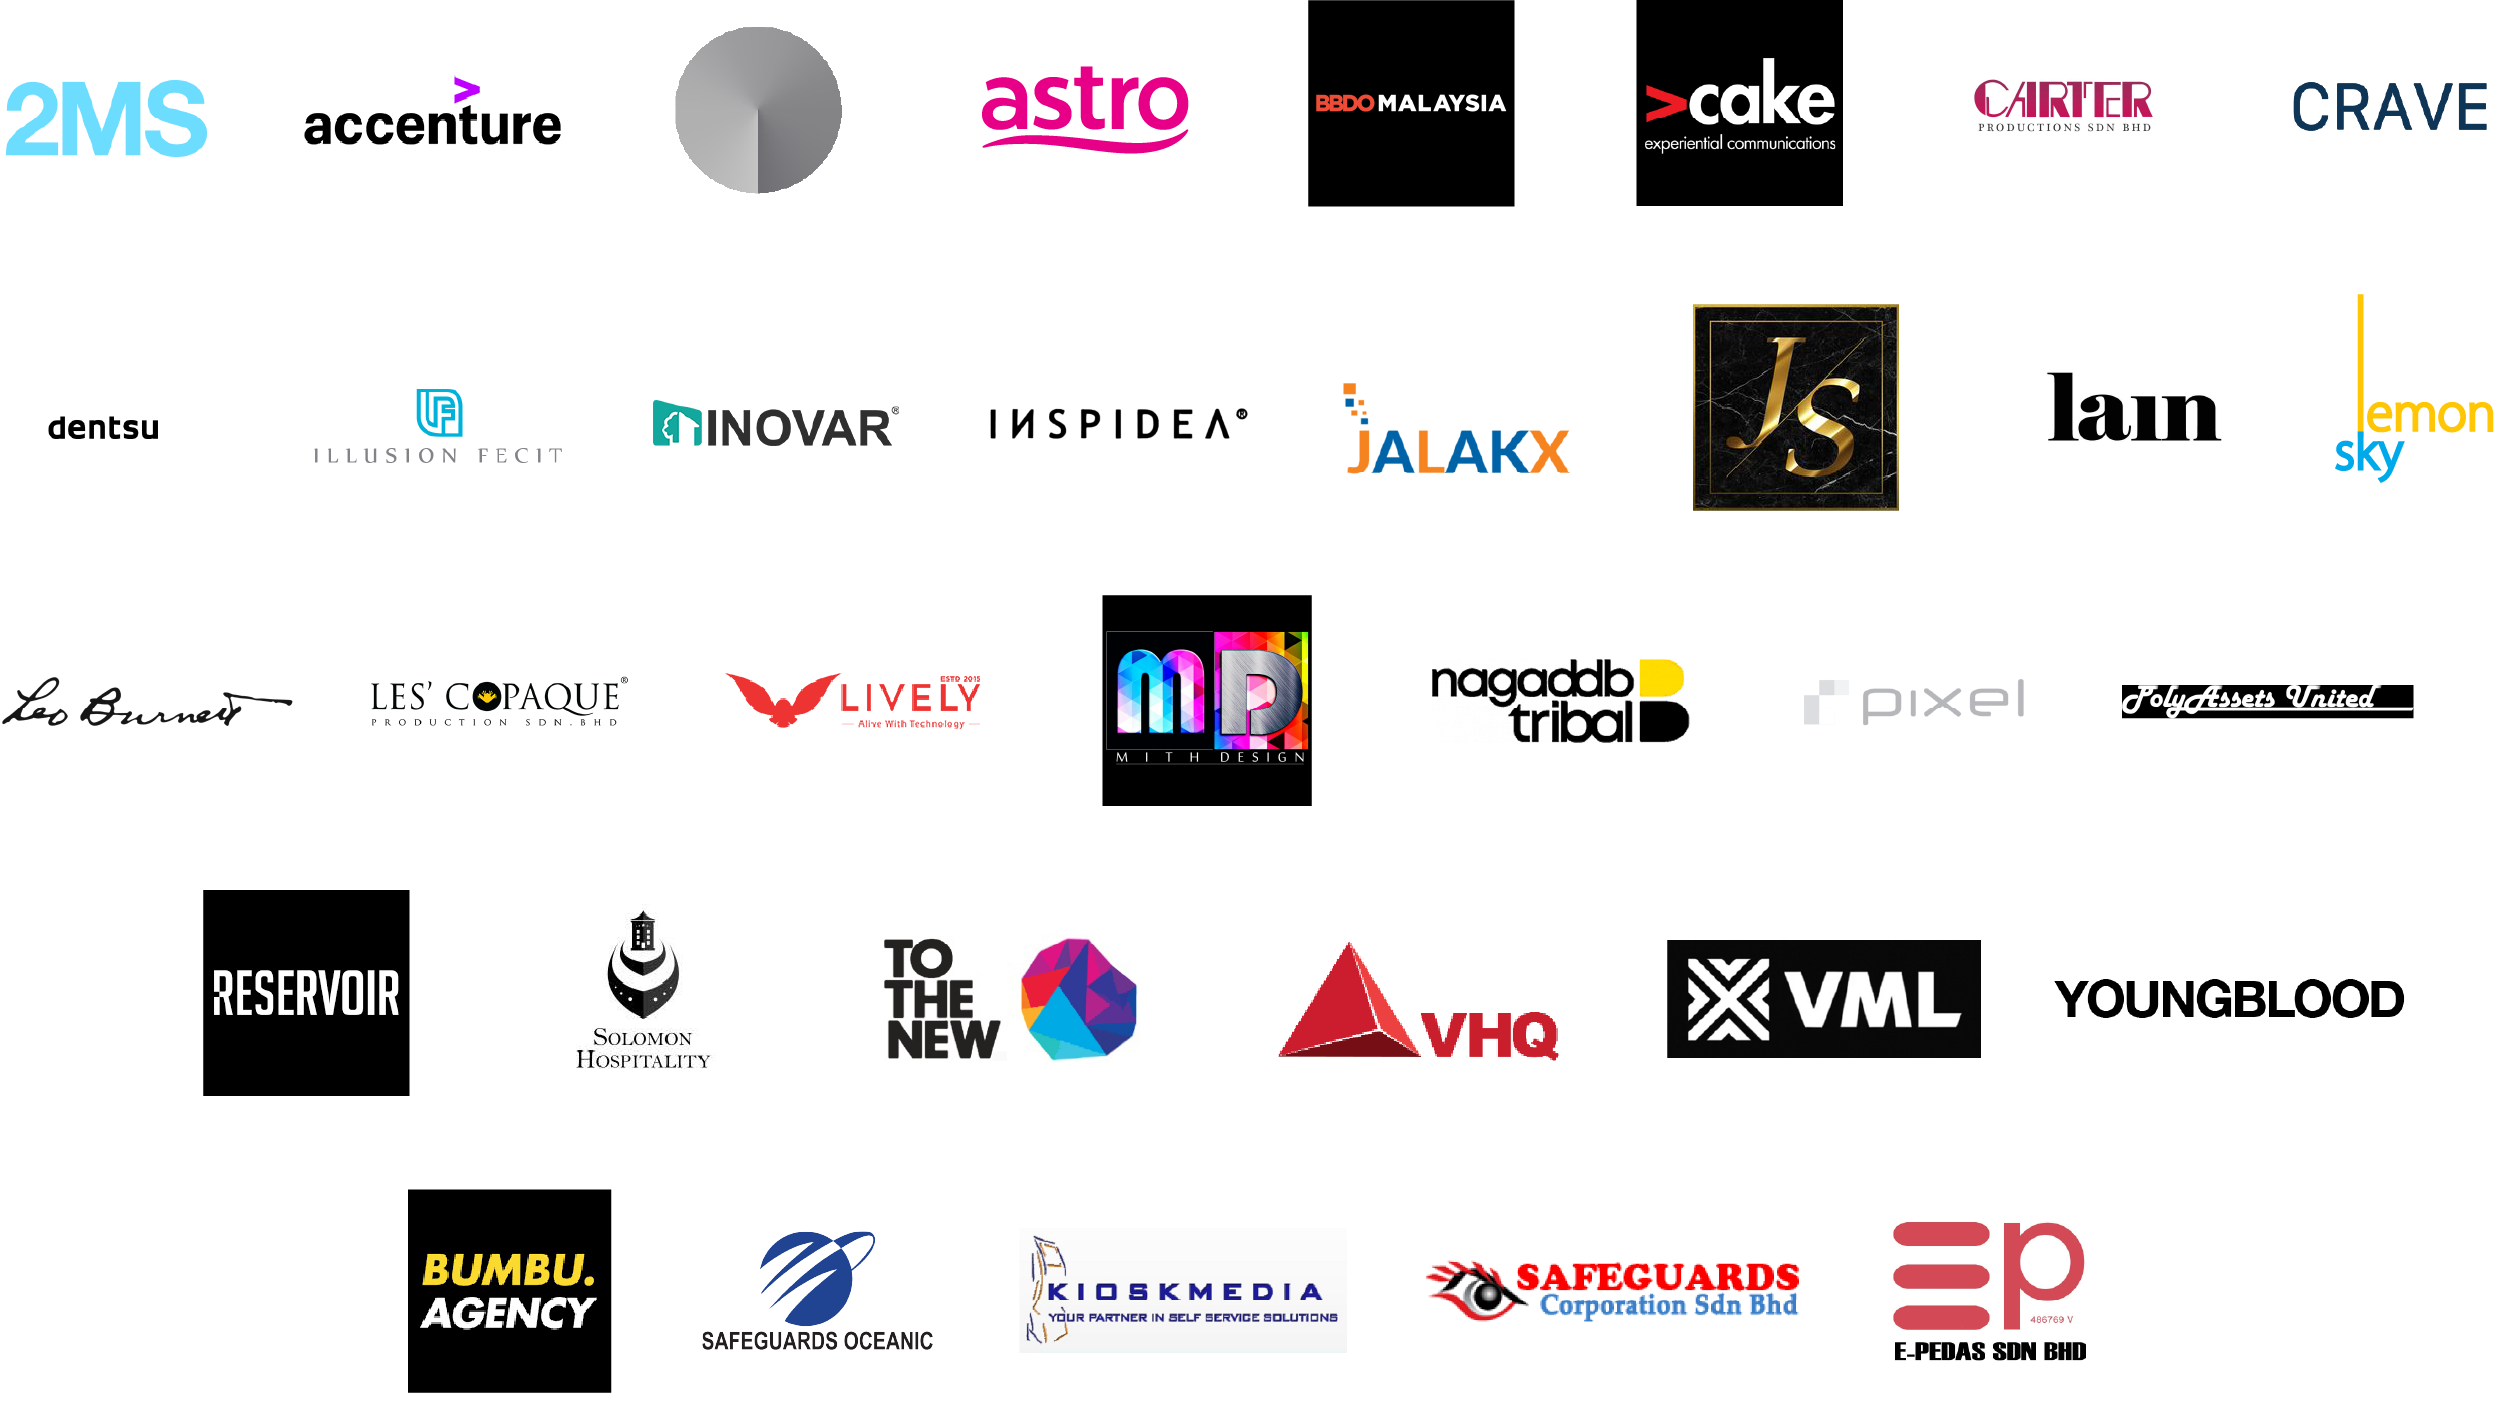 2MS
accenture
astro
BBDO MALAYSIA
>cake
experiential communications
CARTER
PRODUCTIONS SDN BHD
CRAVE
dentsu
ILLUSION FECIT
INOVAR®
INSPIDEA®
JALAKX
JS
lain
lemon
sky
Leo Burnett
LES' COPAQUE®
PRODUCTION SDN.BHD
ESTD 2015
LIVELY
Alive With Technology
MD
MITH DESIGN
nagaddb
tribal
pixel
PolyAssets United
RESERVOIR
SOLOMON
HOSPITALITY
TO
THE
NEW
VHQ
VML
YOUNGBLOOD
BUMBU.
AGENCY
SAFEGUARDS OCEANIC
KIOSKMEDIA
YOUR PARTNER IN SELF SERVICE SOLUTIONS
SAFEGUARDS
Corporation Sdn Bhd
Ep
486769 V
E-PEDAS SDN BHD